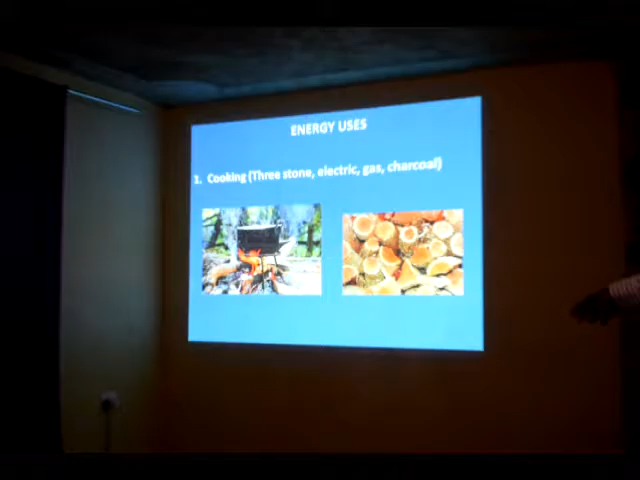 ENERGY USES
1. Cooking (Three stone, electric, gas, charcoal)